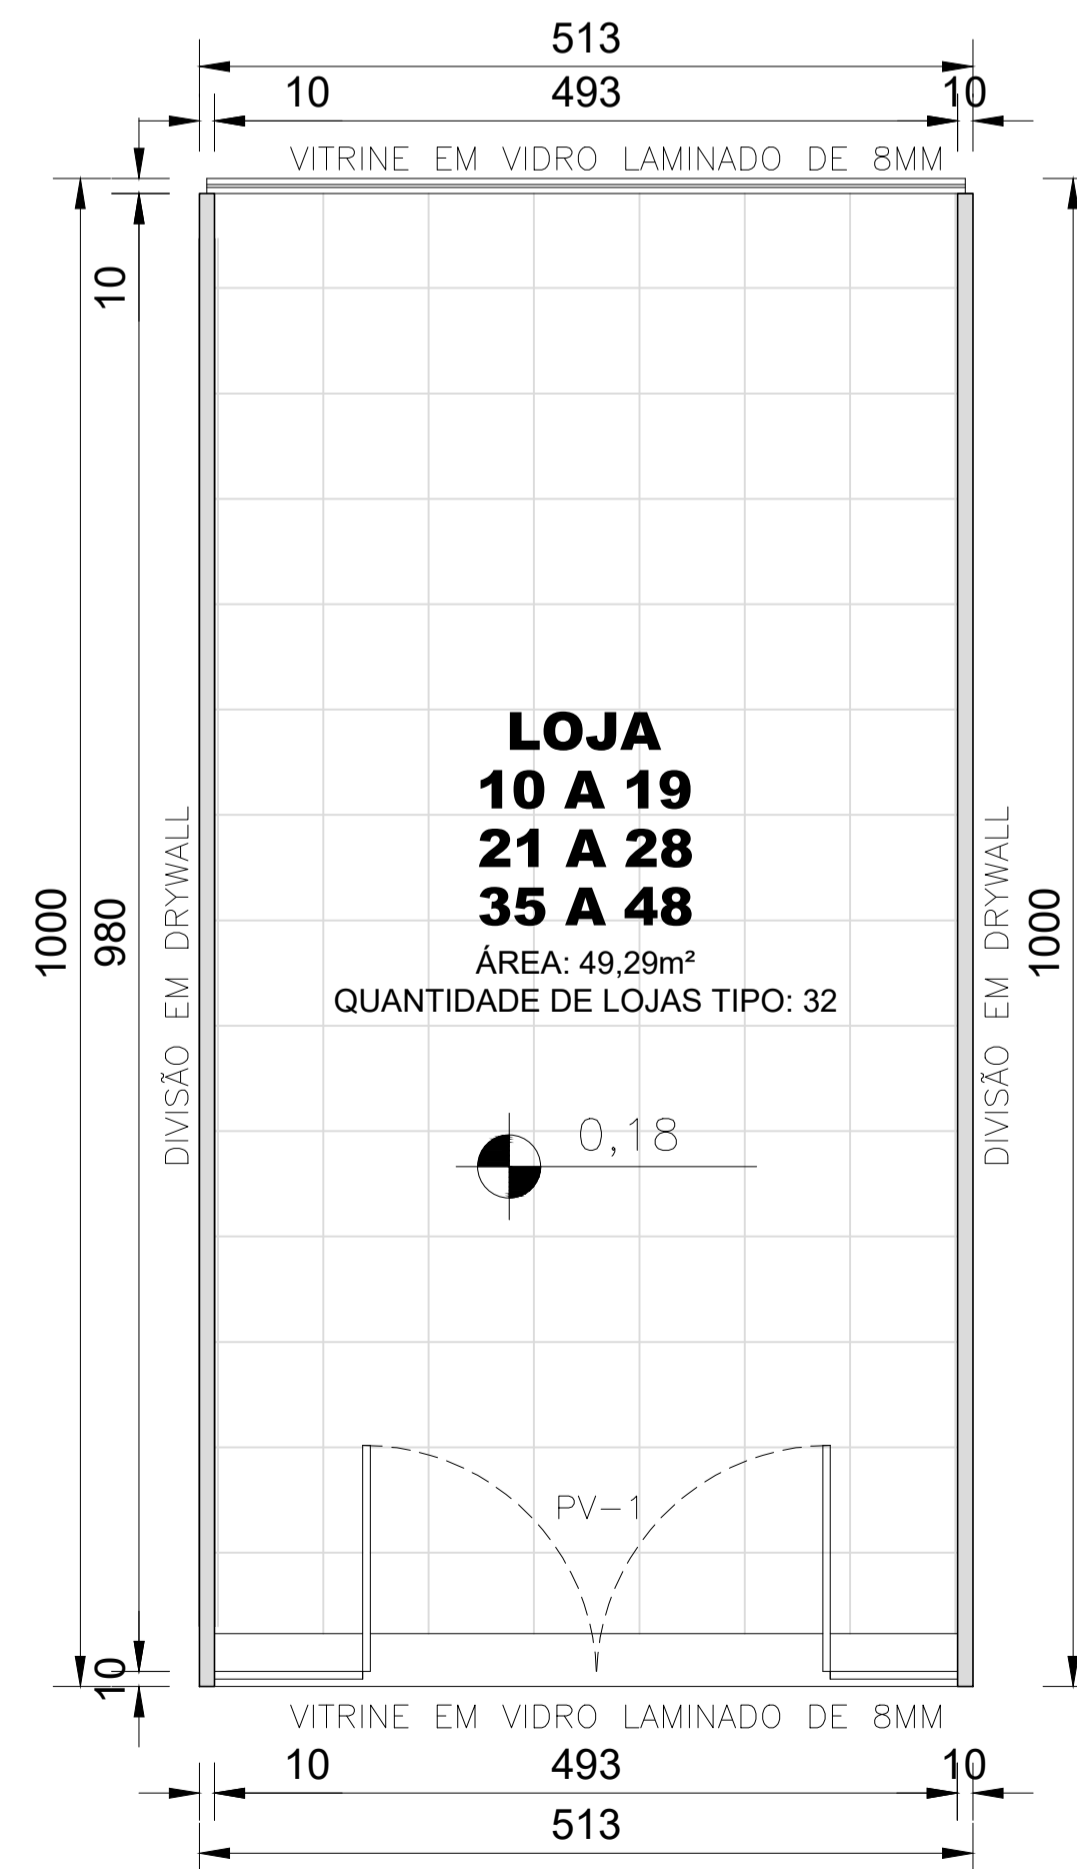 513
10 493 10
VITRINE EM VIDRO LAMINADO DE 8MM
10
LOJA
10 A 19
21 A 28
35 A 48
ÁREA: 49,29m²
QUANTIDADE DE LOJAS TIPO: 32
1000
980
DIVISÃO EM DRYWALL
DIVISÃO EM DRYWALL
1000
0,18
PV-1
10
VITRINE EM VIDRO LAMINADO DE 8MM
10 493 10
513